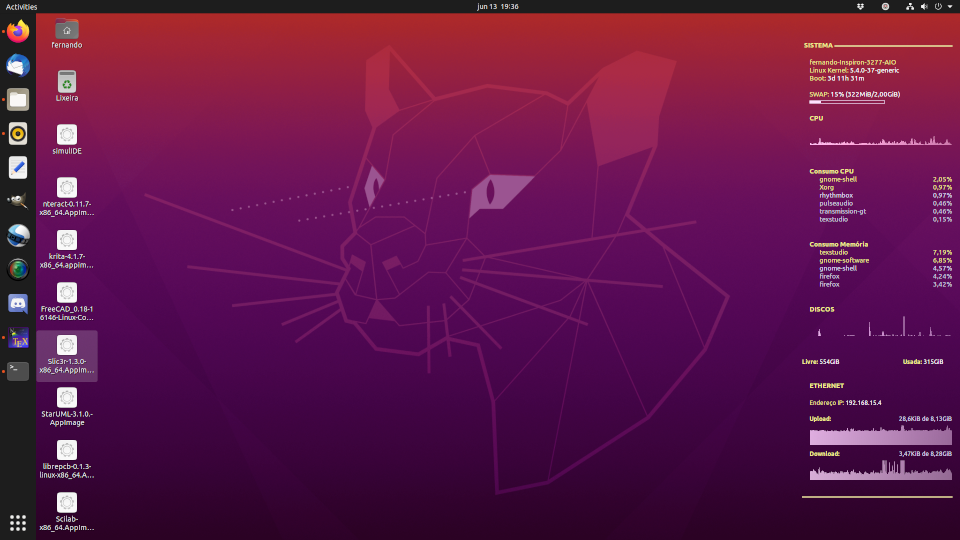 Activities
jun 13 19:36
fernando
Lixeira
simulIDE
nteract-0.11.7-
x86_64.AppIm...
krita-4.1.7-
x86_64.appim...
FreeCAD_0.18-1
6146-Linux-Co...
Slic3r-1.3.0-
x86_64.AppIm...
StarUML-3.1.0.-
AppImage
librepcb-0.1.3-
linux-x86_64.A...
Scilab-
x86_64.AppIm...
SISTEMA
fernando-Inspiron-3277-AIO
Linux Kernel: 5.4.0-37-generic
Boot: 3d 11h 31m
SWAP: 15% (322MiB/2,00GiB)
CPU
Consumo CPU
gnome-shell 2,05%
Xorg 0,97%
rhythmbox 0,97%
pulseaudio 0,46%
transmission-gt 0,46%
texstudio 0,15%
Consumo Memória
texstudio 7,19%
gnome-software 6,85%
gnome-shell 4,57%
firefox 4,24%
firefox 3,42%
DISCOS
Livre: 554GiB Usada: 315GiB
ETHERNET
Endereço IP: 192.168.15.4
Upload: 28,6KiB de 8,13GiB
Download: 3,47KiB de 8,28GiB